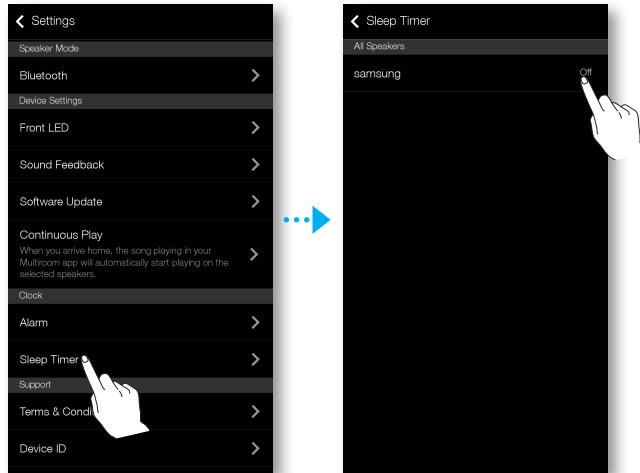 Settings
Speaker Mode
Bluetooth
Device Settings
Front LED
Sound Feedback
Software Update
Continuous Play
When you arrive home, the song playing in your
Multiroom app will automatically start playing on the
selected speakers.
Clock
Alarm
Sleep Timer
Support
Terms &
Device ID
Sleep Timer
All Speakers
samsung
Off